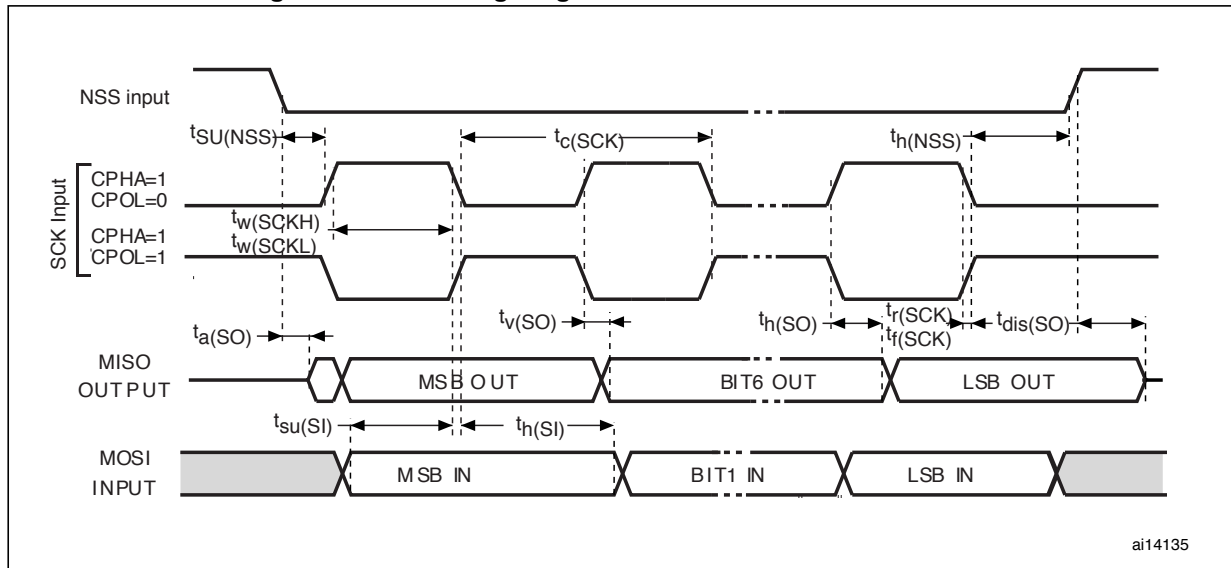 NSS input
tSU(NSS)
tc(SCK)
th(NSS)
SCK Input
CPHA=1
CPOL=0
tw(SCKH)
CPHA=1
tw(SCKL)
CPOL=1
ta(SO)
tv(SO)
th(SO)
tr(SCK)
tf(SCK)
tdis(SO)
MISO
OUTPUT
MSB OUT
BIT6 OUT
LSB OUT
tsu(SI)
th(SI)
MOSI
INPUT
MSB IN
BIT1 IN
LSB IN
ai14135